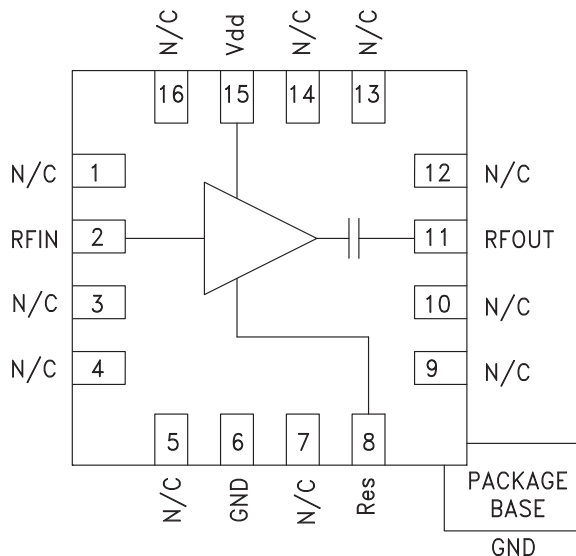 N/C Vdd N/C N/C
16 15 14 13
N/C 1 12 N/C
RFIN 2 11 RFOUT
N/C 3 10 N/C
N/C 4 9 N/C
5 6 7 8
N/C GND N/C Res
PACKAGE
BASE
GND